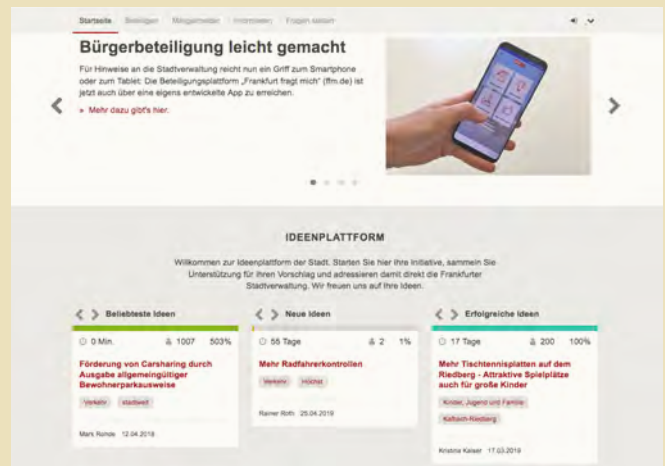 Startseite Beteiligen Mängelmelder Informieren Fragen stellen
Bürgerbeteiligung leicht gemacht
Für Hinweise an die Stadtverwaltung reicht nun ein Griff zum Smartphone
oder zum Tablet: Die Beteiligungsplattform „Frankfurt fragt mich" (ffm.de) ist
jetzt auch über eine eigens entwickelte App zu erreichen.
» Mehr dazu gibt's hier.
IDEENPLATTFORM
Willkommen zur Ideenplattform der Stadt. Starten Sie hier Ihre Initiative, sammeln Sie
Unterstützung für Ihren Vorschlag und adressieren damit direkt die Frankfurter
Stadtverwaltung. Wir freuen uns auf Ihre Ideen.
Beliebteste Ideen
0 Min. 1007 503%
Förderung von Carsharing durch
Ausgabe allgemeingültiger
Bewohnerparkausweise
Verkehr stadtweit
12.04.2019
Neue Ideen
55 Tage 2 1%
Mehr Radfahrerkontrollen
Verkehr Höchst
Rainer Roth 25.04.2019
Erfolgreiche Ideen
17 Tage 200 100%
Mehr Tischtennisplatten auf dem
Riedberg - Attraktive Spielplätze
auch für große Kinder
Kinder, Jugend und Familie
Kalbach-Riedberg
Kristina Kaiser 17.03.2019